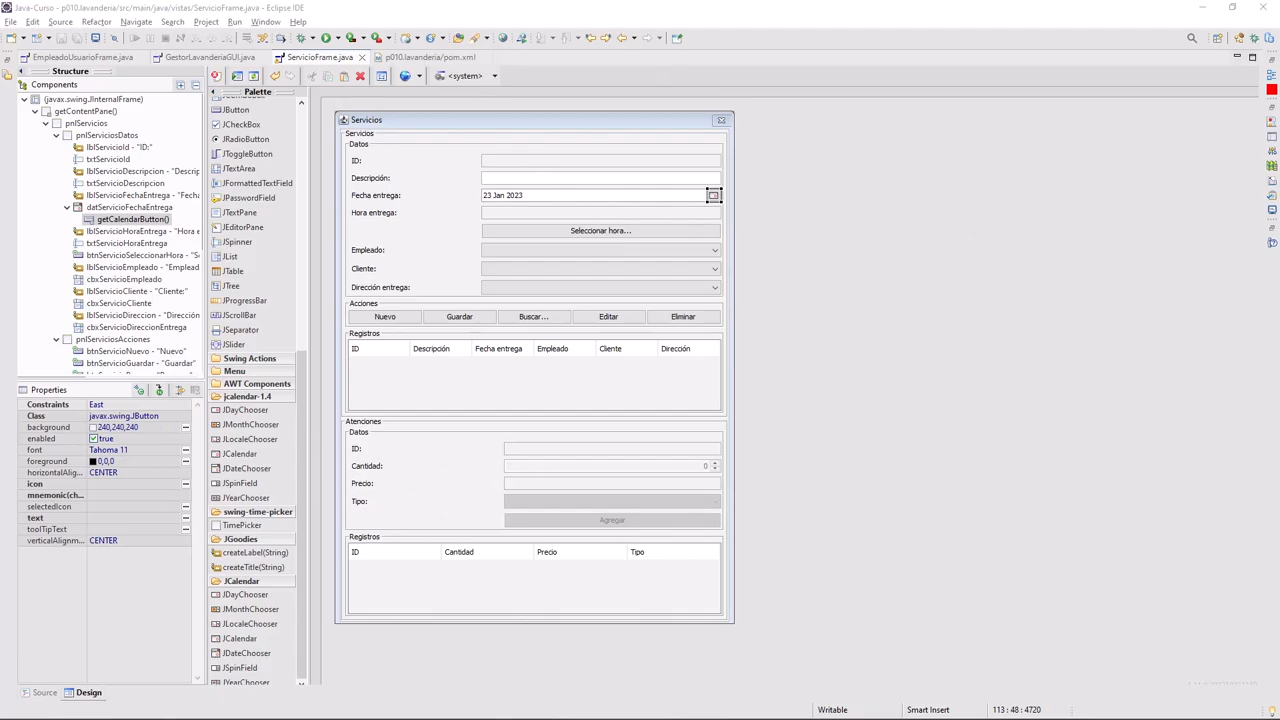 Java-Curso - p010.lavanderia/src/main/java/vistas/ServicioFrame.java - Eclipse IDE
File Edit Source Refactor Navigate Search Project Run Window Help
<system>
EmpleadoUsuarioFrame.java GestorLavanderiaGUI.java ServicioFrame.java p010.lavanderia/pom.xml
Structure
Components
(javax.swing.JInternalFrame)
getContentPane()
pnlServicios
pnlServiciosDatos
lblServicioId - "ID:"
txtServicioId
lblServicioDescripcion - "Descrip
txtServicioDescripcion
lblServicioFechaEntrega - "Fecha
datServicioFechaEntrega
getCalendarButton()
lblServicioHoraEntrega - "Hora e
txtServicioHoraEntrega
btnServicioSeleccionarHora - "S
lblServicioEmpleado - "Emplead
cbxServicioEmpleado
lblServicioCliente - "Cliente:"
cbxServicioCliente
lblServicioDireccion - "Direcció
cbxServicioDireccionEntrega
pnlServiciosAcciones
btnServicioNuevo - "Nuevo"
btnServicioGuardar - "Guardar"
Properties
Constraints East
Class javax.swing.JButton
background 240,240,240
enabled true
font Tahoma 11
foreground 0,0,0
horizontalAlig... CENTER
icon
mnemonic(ch...
selectedIcon
text
toolTipText
verticalAlignm... CENTER
Source Design
Palette
JButton
JCheckBox
JRadioButton
JToggleButton
JTextArea
JFormattedTextField
JPasswordField
JTextPane
JEditorPane
JSpinner
JList
JTable
JTree
JProgressBar
JScrollBar
JSeparator
JSlider
Swing Actions
Menu
AWT Components
jcalendar-1.4
JDayChooser
JMonthChooser
JLocaleChooser
JCalendar
JDateChooser
JSpinField
JYearChooser
swing-time-picker
TimePicker
JGoodies
createLabel(String)
createTitle(String)
JCalendar
JDayChooser
JMonthChooser
JLocaleChooser
JCalendar
JDateChooser
JSpinField
JYearChooser
Servicios
Servicios
Datos
ID:
Descripción:
Fecha entrega: 23 Jan 2023
Hora entrega:
Seleccionar hora...
Empleado:
Cliente:
Dirección entrega:
Acciones
Nuevo Guardar Buscar... Editar Eliminar
Registros
ID Descripción Fecha entrega Empleado Cliente Dirección
Atenciones
Datos
ID:
Cantidad: 0
Precio:
Tipo:
Agregar
Registros
ID Cantidad Precio Tipo
Writable Smart Insert 113 : 48 : 4720